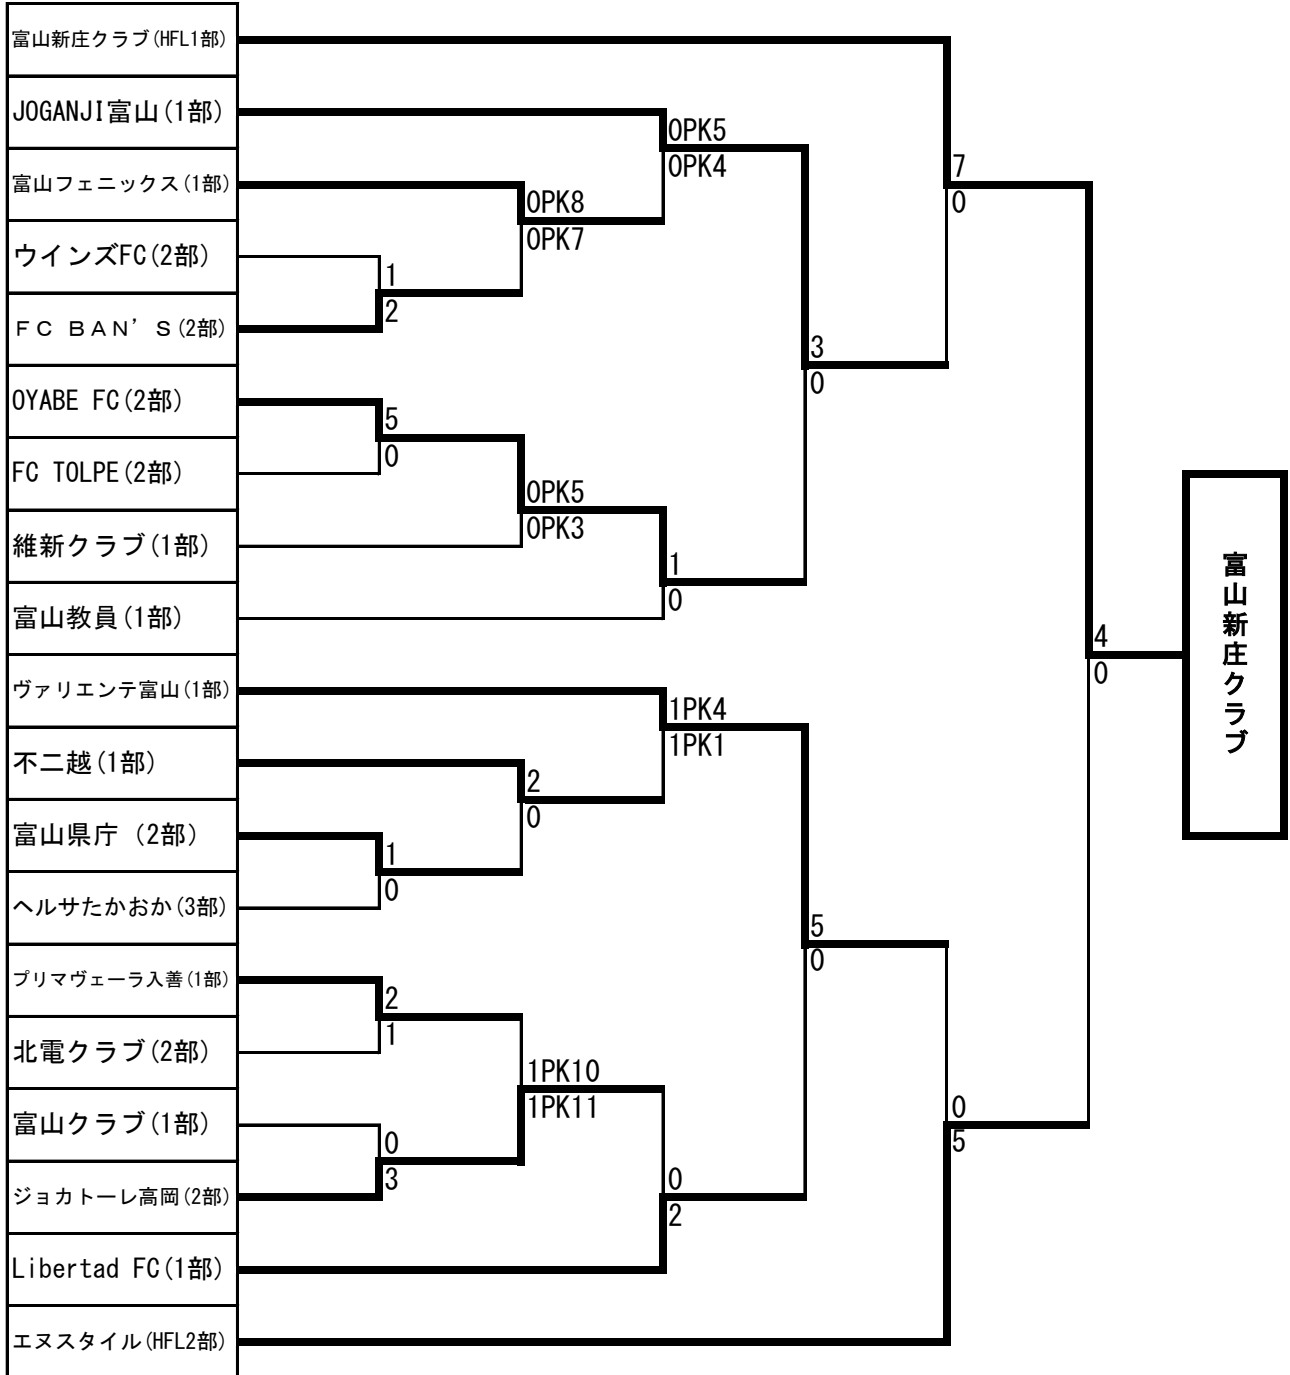 富山新庄クラブ(HFL1部)
JOGANJI富山(1部)
0PK5
0PK4
7
0
富山フェニックス(1部)
0PK8
0PK7
ウインズFC(2部)
1
2
ＦＣ ＢＡＮ’Ｓ(2部)
3
0
OYABE FC(2部)
5
0
FC TOLPE(2部)
0PK5
0PK3
維新クラブ(1部)
1
0
富山教員(1部)
富山新庄クラブ
4
0
ヴァリエンテ富山(1部)
1PK4
1PK1
不二越(1部)
2
0
富山県庁 (2部)
1
0
ヘルサたかおか(3部)
5
0
プリマヴェーラ入善(1部)
2
1
北電クラブ(2部)
1PK10
1PK11
富山クラブ(1部)
0
3
0
5
ジョカトーレ高岡(2部)
0
2
Libertad FC(1部)
エヌスタイル(HFL2部)